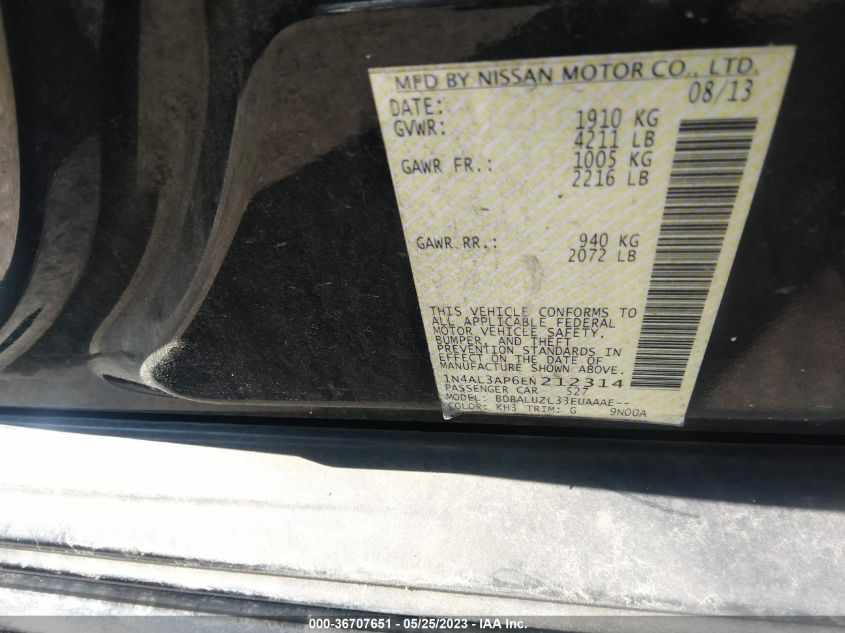 MFD BY NISSAN MOTOR CO., LTD.
DATE: 08/13
GVWR: 1910 KG
4211 LB
GAWR FR.: 1005 KG
2216 LB
GAWR RR.: 940 KG
2072 LB
THIS VEHICLE CONFORMS TO
ALL APPLICABLE FEDERAL
MOTOR VEHICLE SAFETY,
BUMPER, AND THEFT
PREVENTION STANDARDS IN
EFFECT ON THE DATE OF
MANUFACTURE SHOWN ABOVE.
1N4AL3AP6EN212314
PASSENGER CAR 527
MODEL: BDBALUZL33EUAAAE--
COLOR: KH3 TRIM: G 9N00A
000-36707651 - 05/25/2023 - IAA Inc.